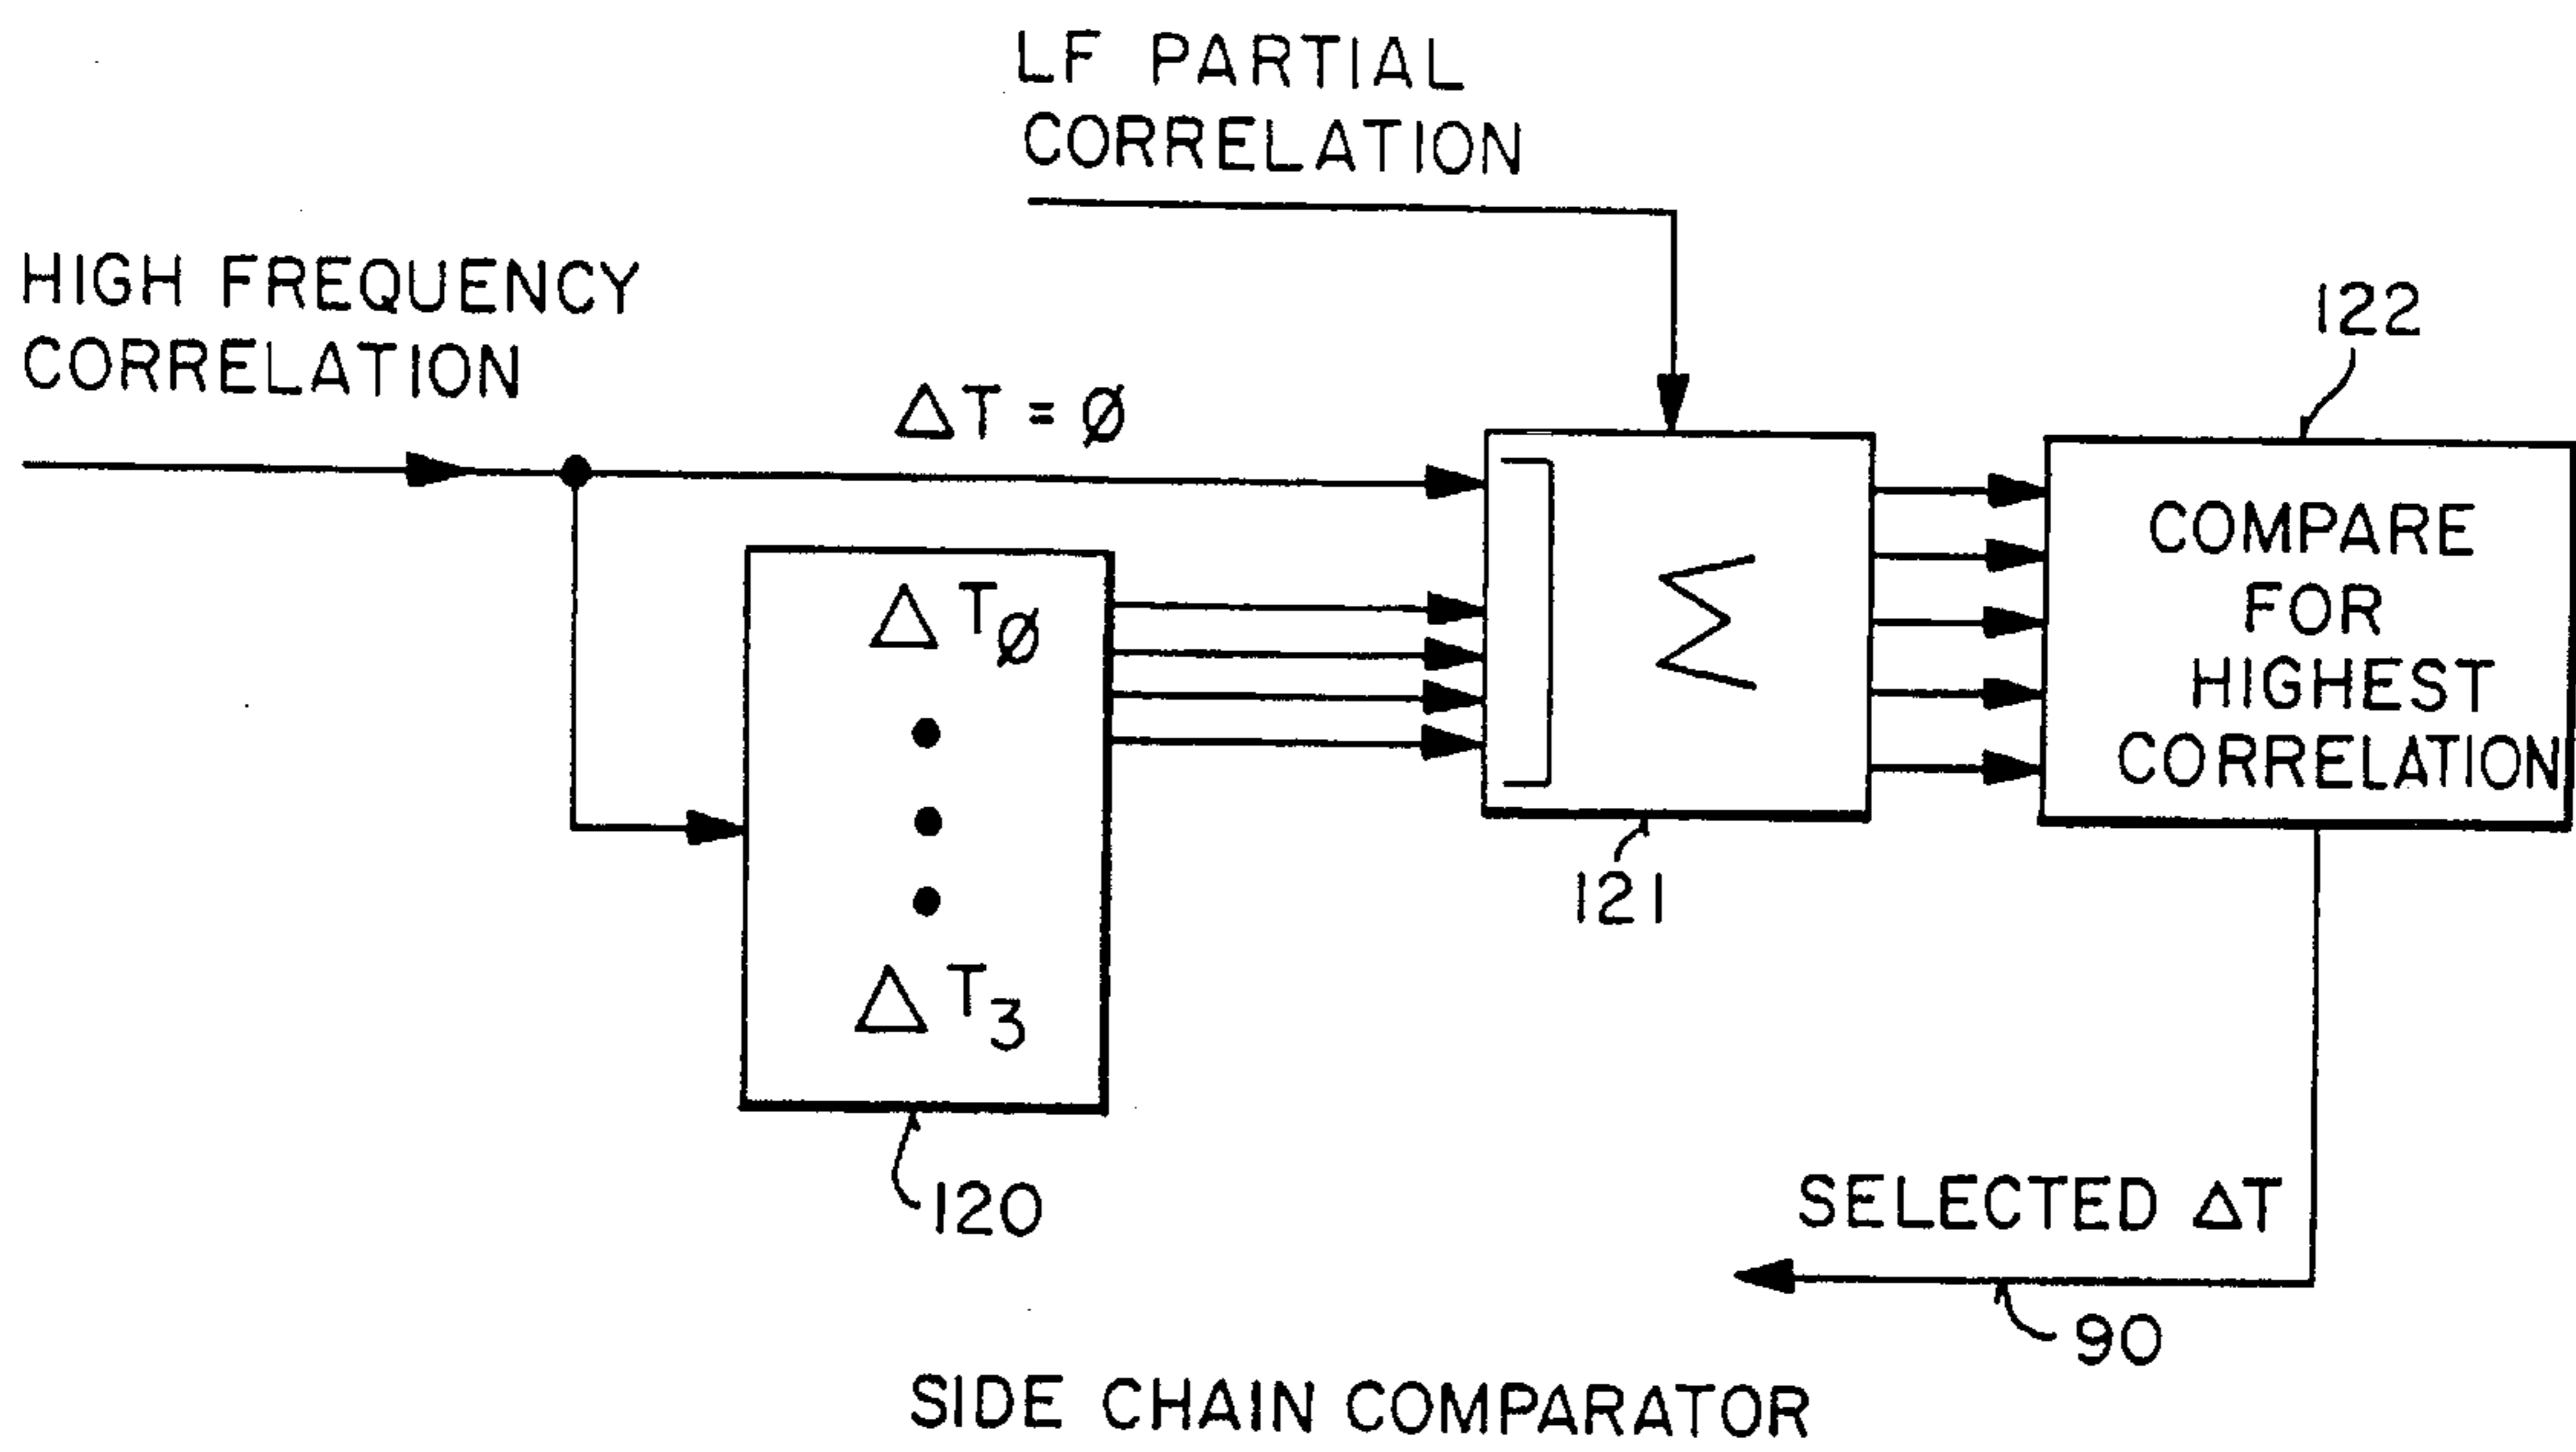 LF PARTIAL
CORRELATION
HIGH FREQUENCY
CORRELATION
ΔT = Ø
122
ΔTØ
ΔT3
Σ
COMPARE
FOR
HIGHEST
CORRELATION
121
120
SELECTED ΔT
90
SIDE CHAIN COMPARATOR